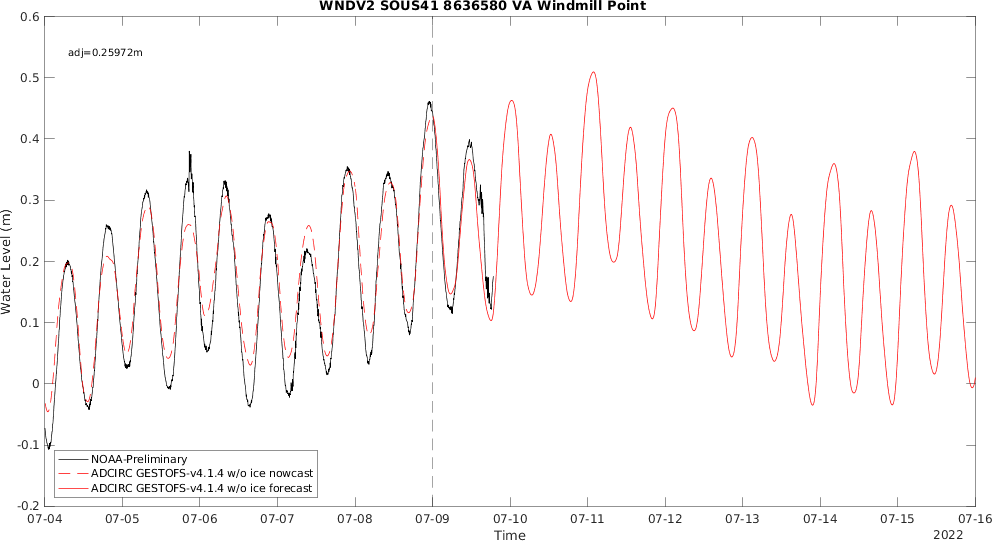 WNDV2 SOUS41 8636580 VA Windmill Point
adj=0.25972m
Water Level (m)
0.6
0.5
0.4
0.3
0.2
0.1
0
-0.1
-0.2
NOAA-Preliminary
ADCIRC GESTOFS-v4.1.4 w/o ice nowcast
ADCIRC GESTOFS-v4.1.4 w/o ice forecast
07-04 07-05 07-06 07-07 07-08 07-09 07-10 07-11 07-12 07-13 07-14 07-15 07-16
Time
2022